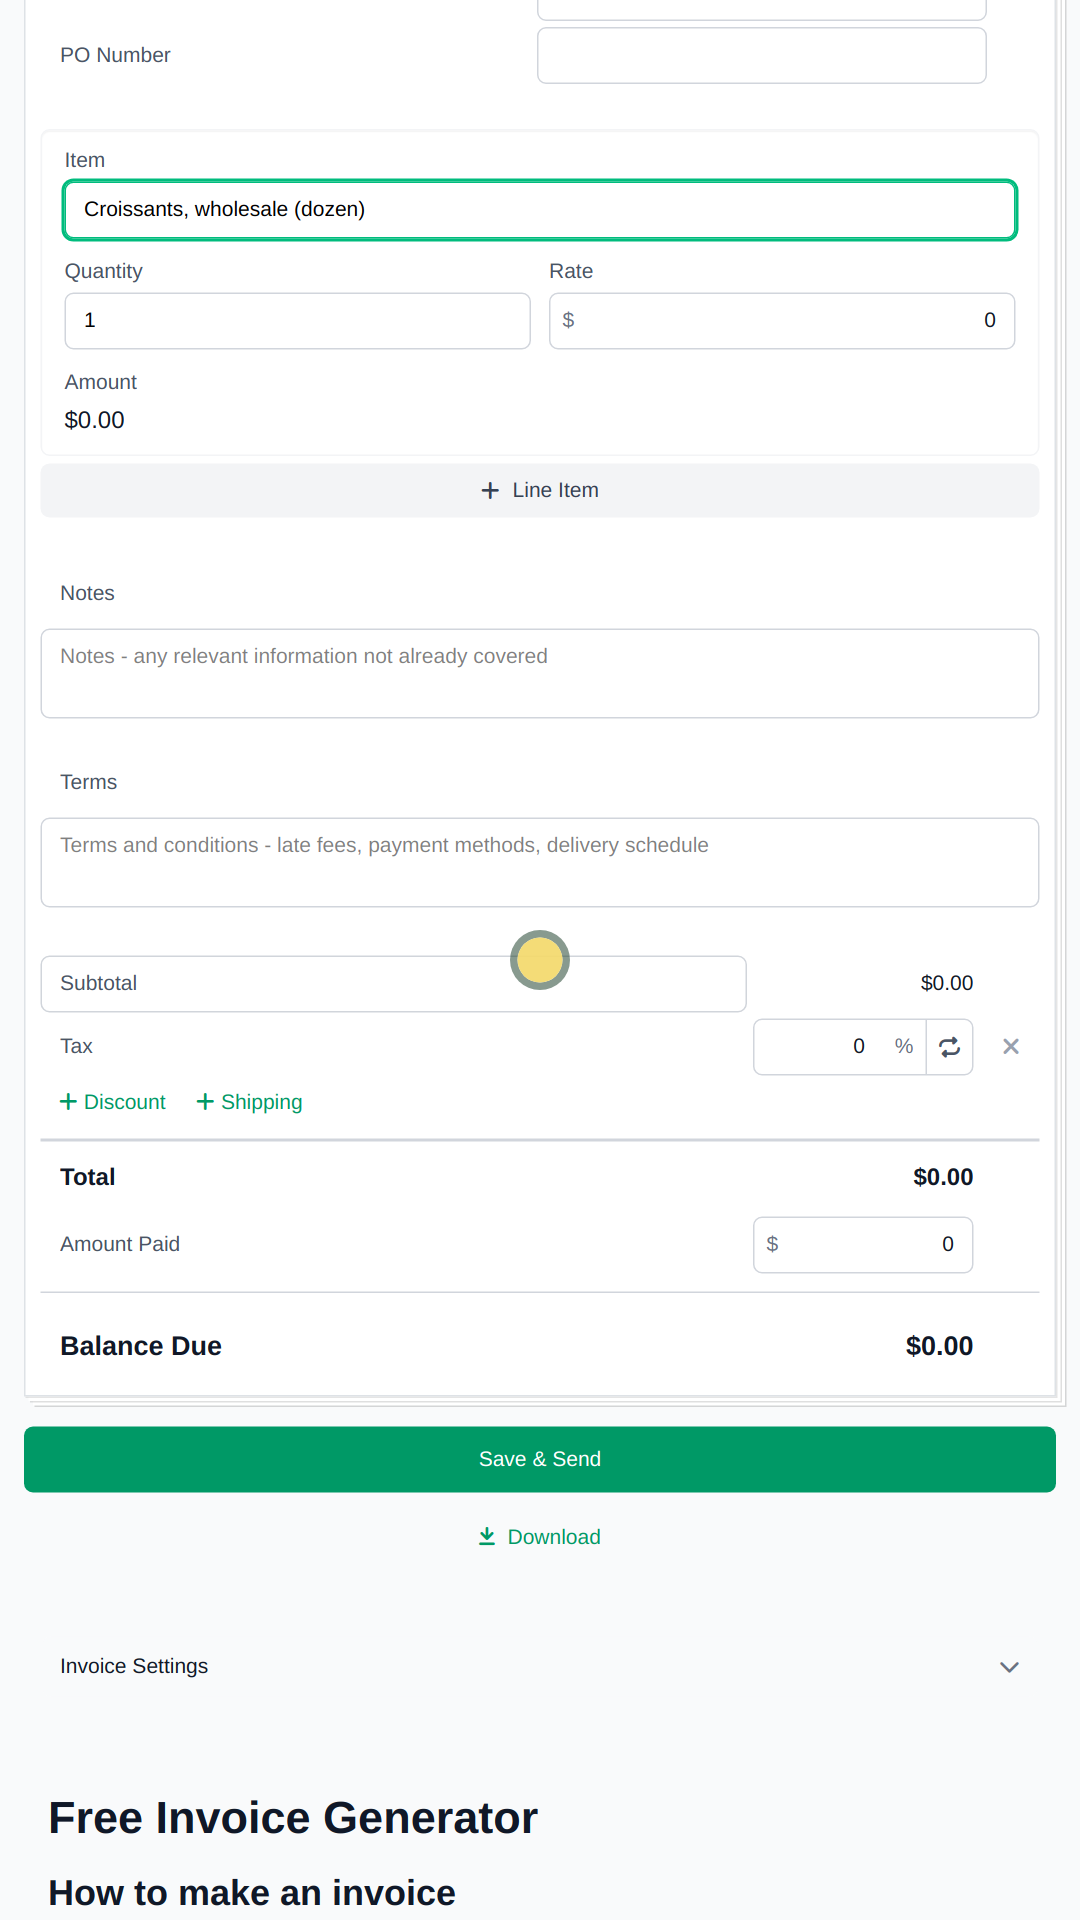 PO Number
Item
Croissants, wholesale (dozen)
Quantity
Rate
1
$ 0
Amount
$0.00
Line Item
Notes
Notes - any relevant information not already covered
Terms
Terms and conditions - late fees, payment methods, delivery schedule
Subtotal $0.00
Tax 0 %
Discount Shipping
Total $0.00
Amount Paid $ 0
Balance Due $0.00
Save & Send
Download
Invoice Settings
Free Invoice Generator
How to make an invoice